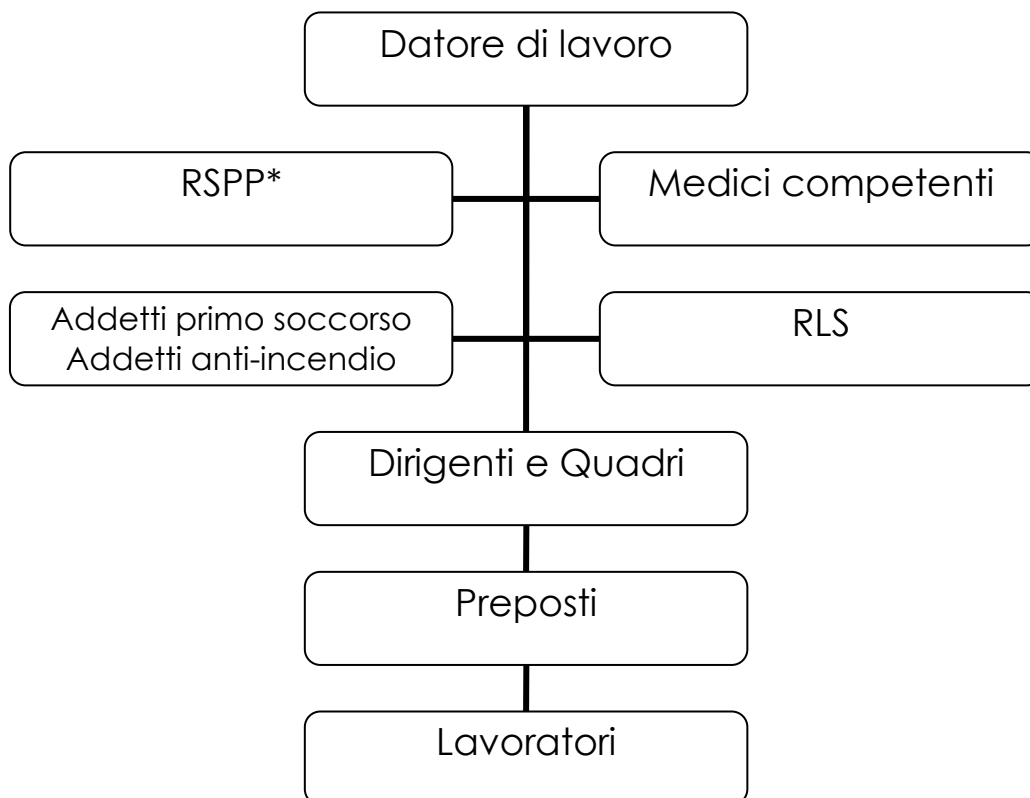 Datore di lavoro
RSPP*
Medici competenti
Addetti primo soccorso
Addetti anti-incendio
RLS
Dirigenti e Quadri
Preposti
Lavoratori